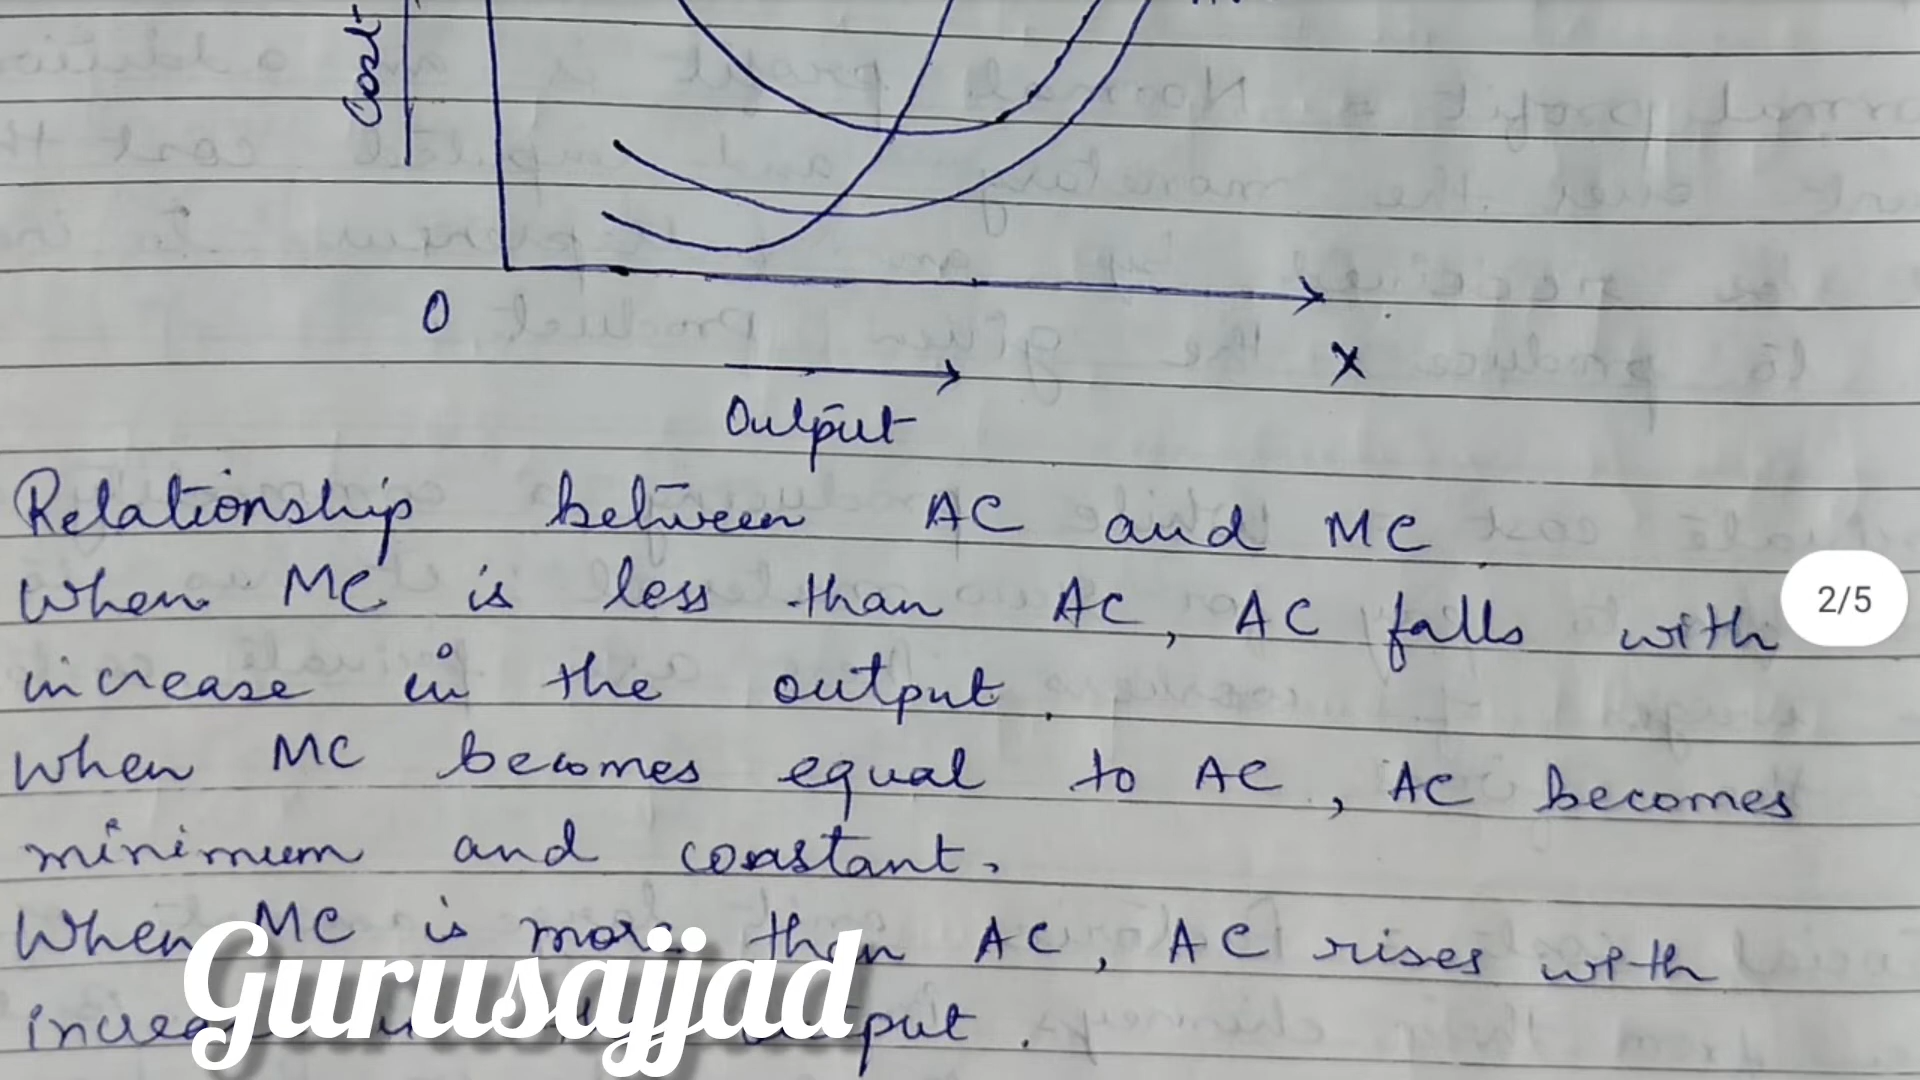 Cost
O
X
Output
Relationship between AC and MC
When MC is less than AC, AC falls with
2/5
increase in the output.
When MC becomes equal to AC, AC becomes
minimum and constant.
When MC is more than AC, AC rises with
Gurusajjad
output.